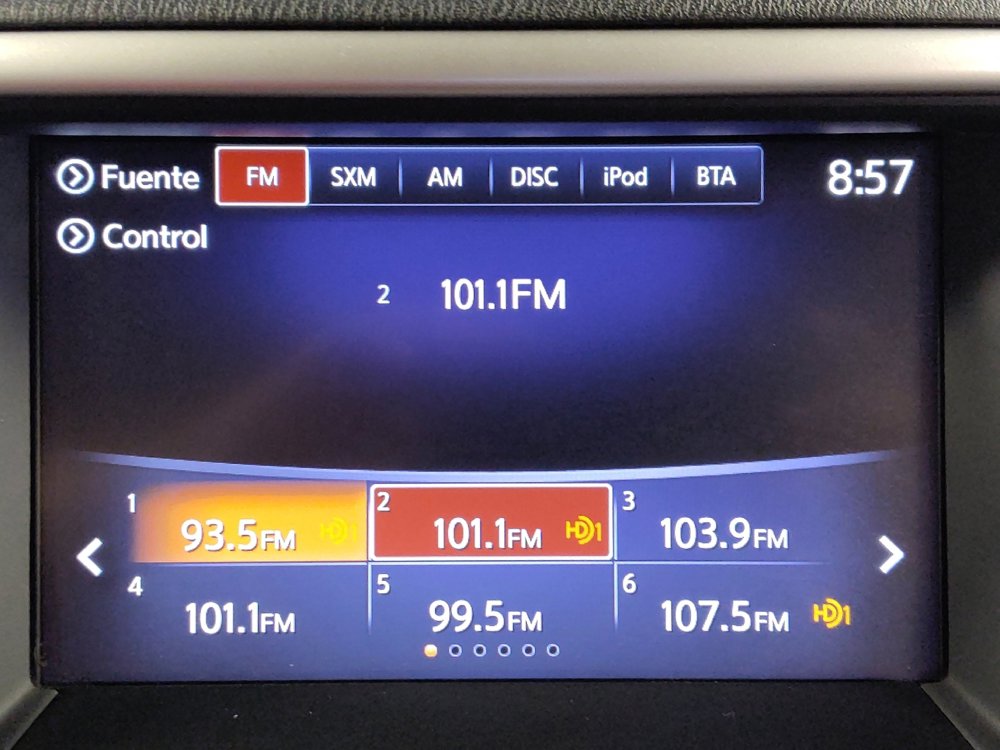 Fuente FM SXM AM DISC iPod BTA 8:57
Control
2 101.1FM
1 93.5FM HD1 2 101.1FM HD1 3 103.9FM
4 101.1FM 5 99.5FM 6 107.5FM HD1